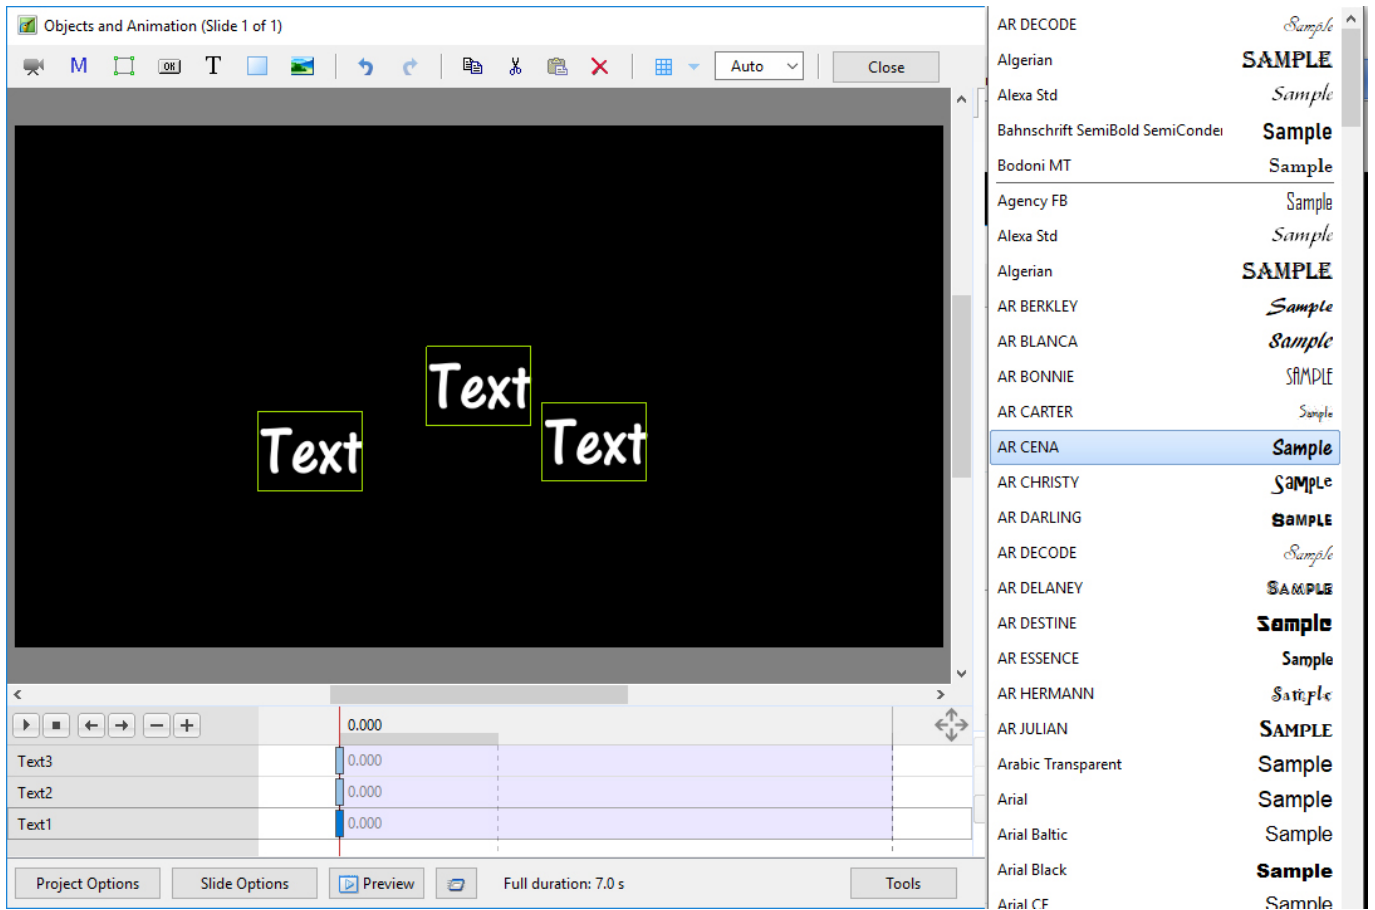 Objects and Animation (Slide 1 of 1)
M OK T Auto Close
Text
Text
Text
0.000
Text3 0.000
Text2 0.000
Text1 0.000
Project Options Slide Options Preview Full duration: 7.0 s Tools
AR DECODE Sample
Algerian SAMPLE
Alexa Std Sample
Bahnschrift SemiBold SemiConder Sample
Bodoni MT Sample
Agency FB Sample
Alexa Std Sample
Algerian SAMPLE
AR BERKLEY Sample
AR BLANCA Sample
AR BONNIE SAMPLE
AR CARTER Sample
AR CENA Sample
AR CHRISTY SaMpLe
AR DARLING SAMPLE
AR DECODE Sample
AR DELANEY SAMPLE
AR DESTINE Sample
AR ESSENCE Sample
AR HERMANN Sample
AR JULIAN SAMPLE
Arabic Transparent Sample
Arial Sample
Arial Baltic Sample
Arial Black Sample
Arial CE Sample